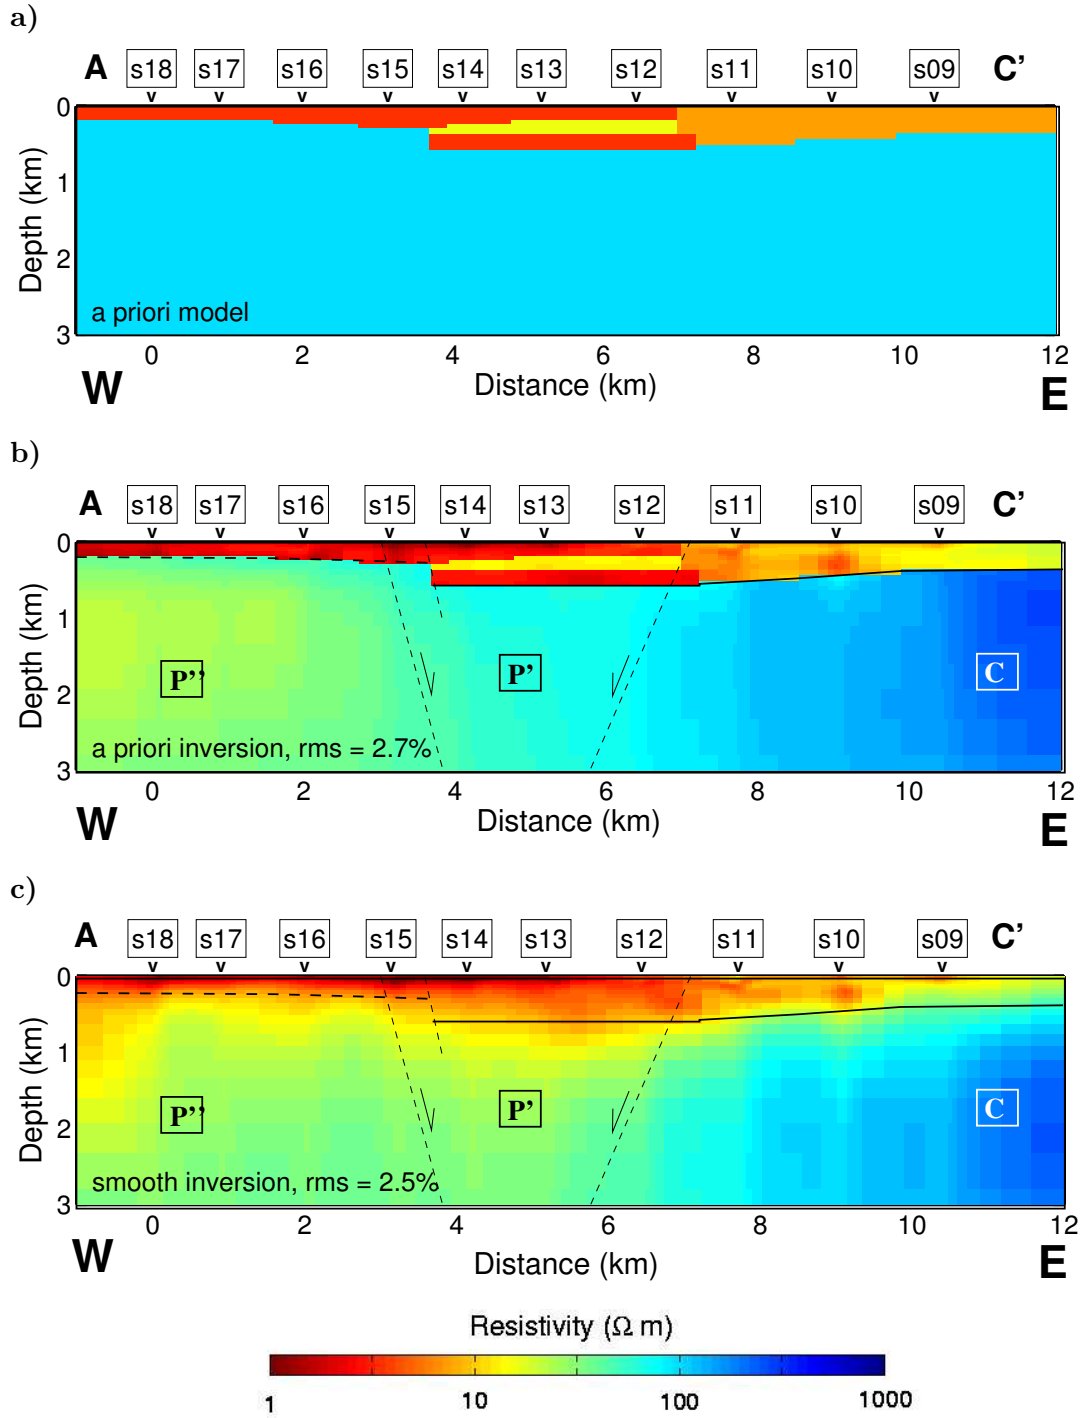 a)
A s18 s17 s16 s15 s14 s13 s12 s11 s10 s09 C'
0
1
2
3
Depth (km)
a priori model
0 2 4 6 8 10 12
W Distance (km) E
b)
A s18 s17 s16 s15 s14 s13 s12 s11 s10 s09 C'
0
1
2
3
Depth (km)
P'' P' C
a priori inversion, rms = 2.7%
0 2 4 6 8 10 12
W Distance (km) E
c)
A s18 s17 s16 s15 s14 s13 s12 s11 s10 s09 C'
0
1
2
3
Depth (km)
P'' P' C
smooth inversion, rms = 2.5%
0 2 4 6 8 10 12
W Distance (km) E
Resistivity (Ω m)
1 10 100 1000